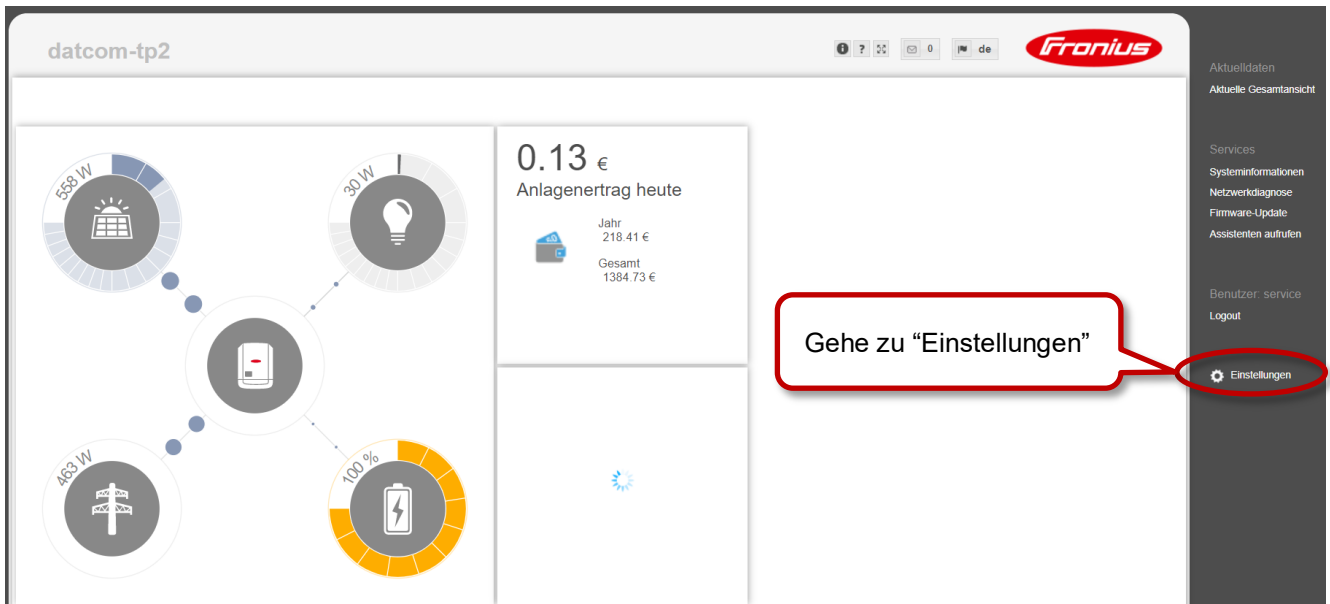 datcom-tp2
? 0 de
Fronius
558 W
30 W
463 W
100 %
0.13 €
Anlagenertrag heute
Jahr
218.41 €
Gesamt
1384.73 €
Gehe zu “Einstellungen”
Aktuelldaten
Aktuelle Gesamtansicht
Services
Systeminformationen
Netzwerkdiagnose
Firmware-Update
Assistenten aufrufen
Benutzer: service
Logout
Einstellungen